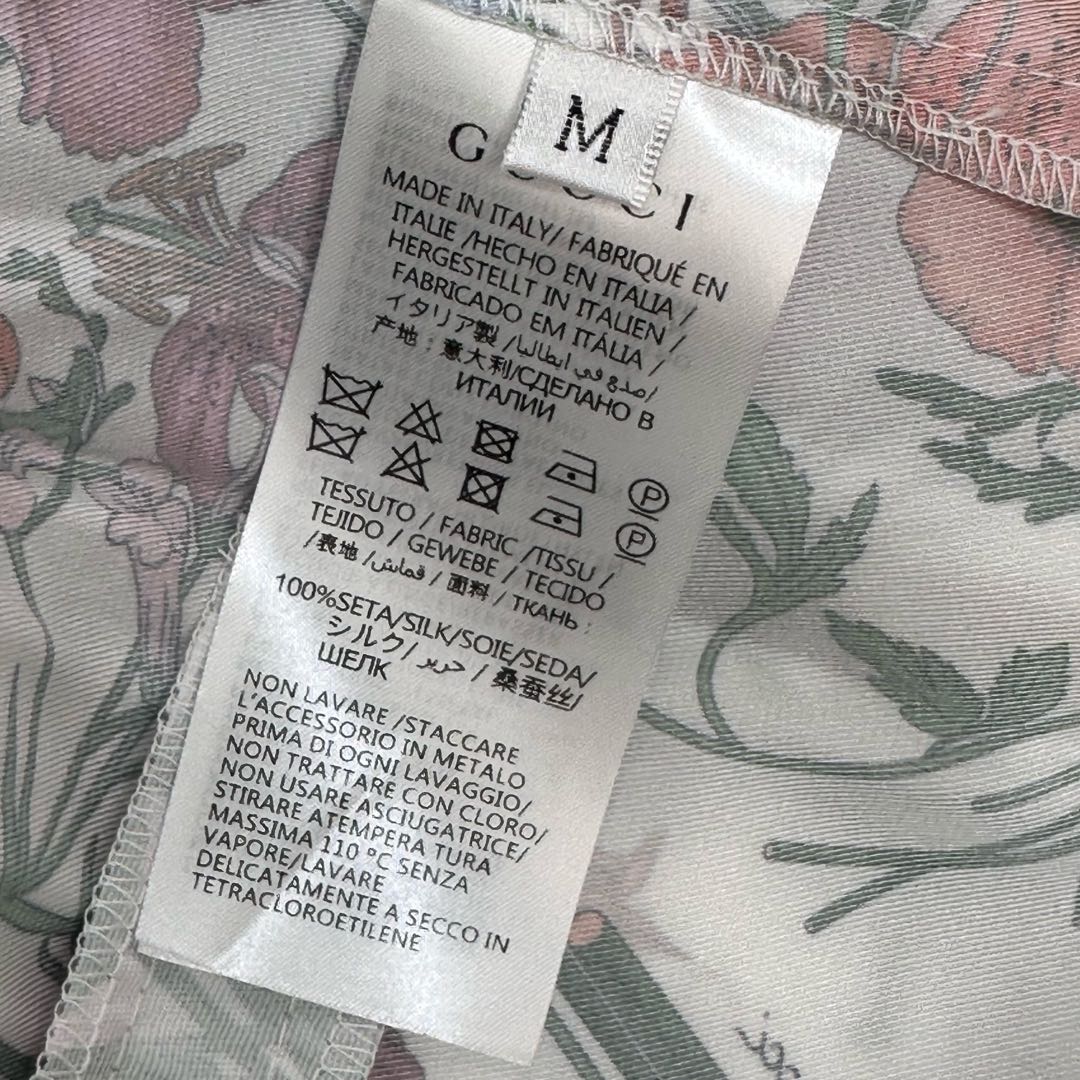 M
GUCCI
MADE IN ITALY/ FABRIQUÉ EN
ITALIE /HECHO EN ITALIA /
HERGESTELLT IN ITALIEN /
FABRICADO EM ITÁLIA /
イタリア製 /صنع في ايطاليا/
产地：意大利/СДЕЛАНО В
ИТАЛИИ
P
P
TESSUTO / FABRIC /TISSU /
TEJIDO / GEWEBE / TECIDO
/表地 /قماش / 面料 / ТКАНЬ :
100%SETA/SILK/SOIE/SEDA/
シルク/ حرير / 桑蚕丝/
ШЕЛК
NON LAVARE /STACCARE
L'ACCESSORIO IN METALO
PRIMA DI OGNI LAVAGGIO/
NON TRATTARE CON CLORO/
NON USARE ASCIUGATRICE/
STIRARE ATEMPERA TURA
MASSIMA 110 °C SENZA
VAPORE/LAVARE
DELICATAMENTE A SECCO IN
TETRACLOROETILENE